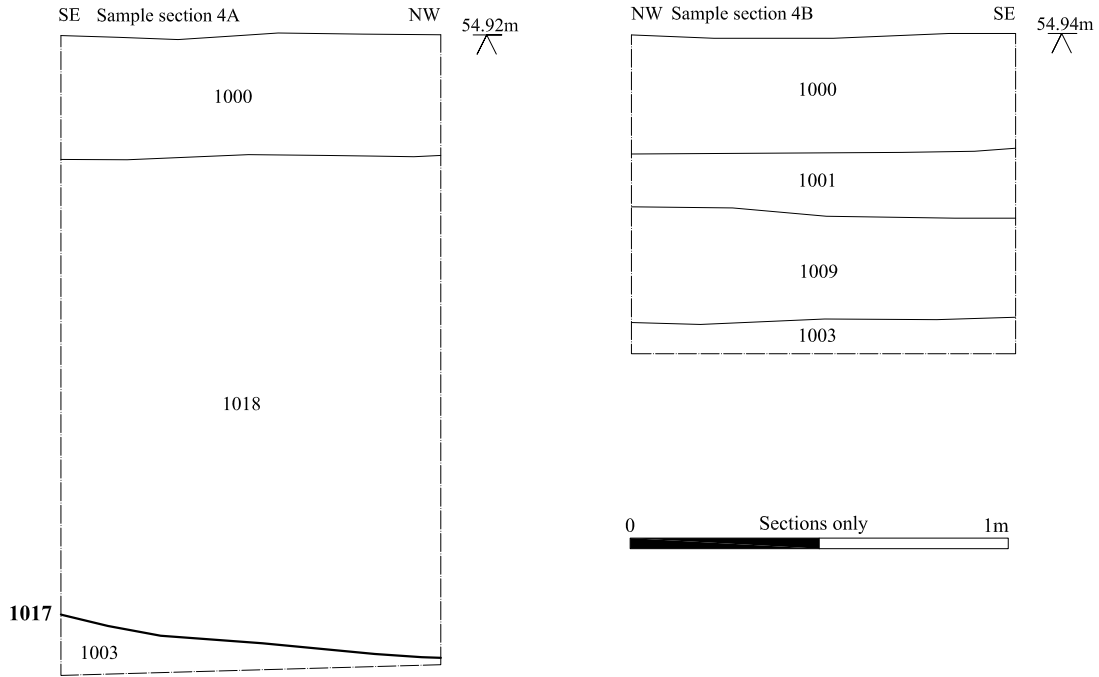 SE Sample section 4A NW
54.92m
1000
1018
1017
1003
NW Sample section 4B SE
54.94m
1000
1001
1009
1003
0 Sections only 1m